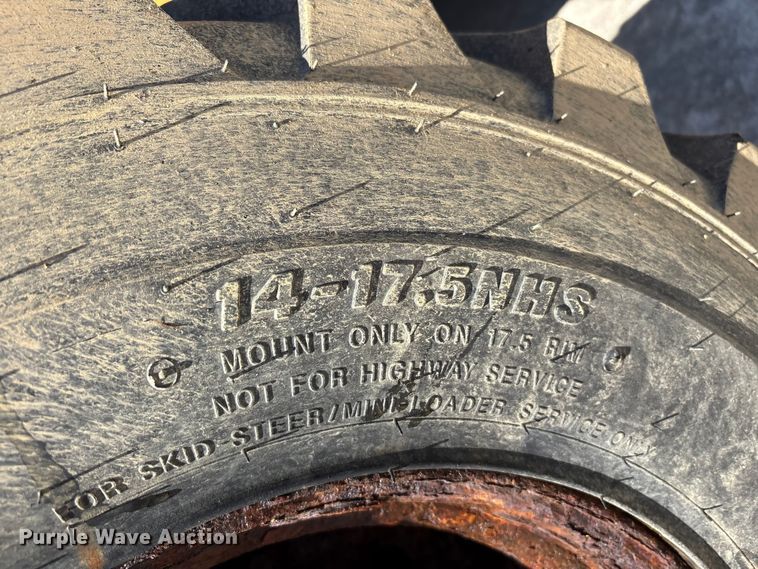 14-17.5NHS
MOUNT ONLY ON 17.5 RIM
NOT FOR HIGHWAY SERVICE
FOR SKID-STEER/MINI-LOADER SERVICE ONLY
Purple Wave Auction